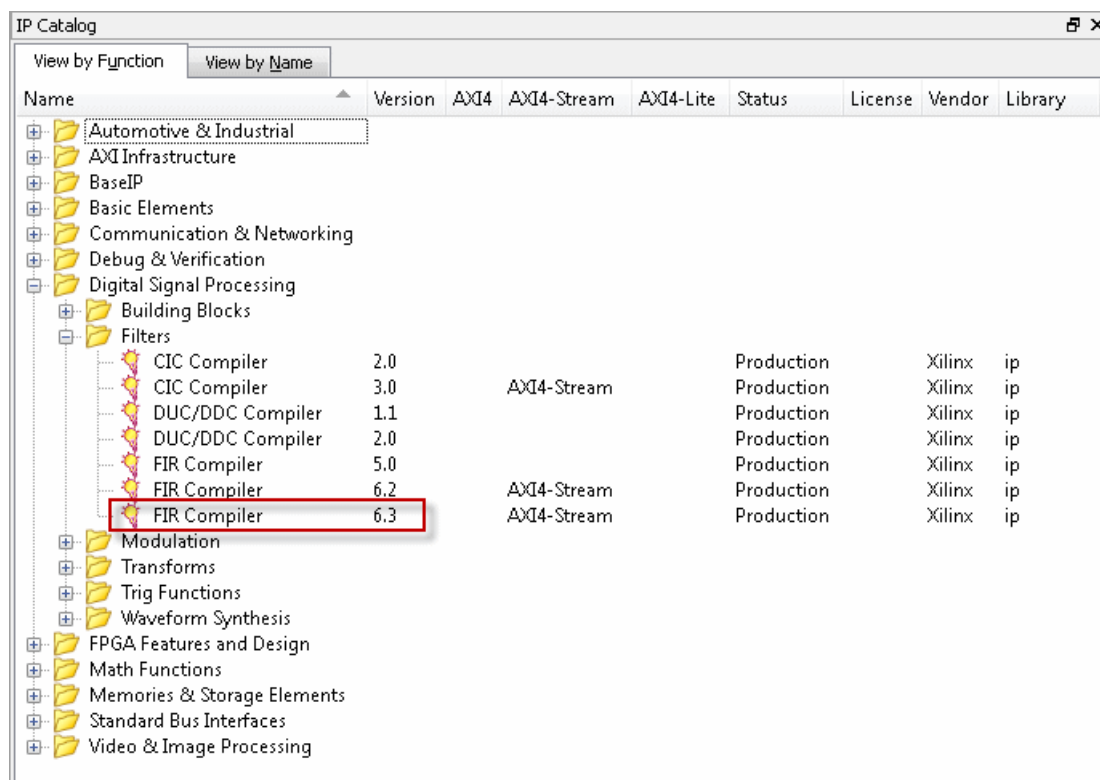 IP Catalog
View by Function View by Name
Name Version AXI4 AXI4-Stream AXI4-Lite Status License Vendor Library
Automotive & Industrial
AXI Infrastructure
BaseIP
Basic Elements
Communication & Networking
Debug & Verification
Digital Signal Processing
Building Blocks
Filters
CIC Compiler 2.0 Production Xilinx ip
CIC Compiler 3.0 AXI4-Stream Production Xilinx ip
DUC/DDC Compiler 1.1 Production Xilinx ip
DUC/DDC Compiler 2.0 Production Xilinx ip
FIR Compiler 5.0 Production Xilinx ip
FIR Compiler 6.2 AXI4-Stream Production Xilinx ip
FIR Compiler 6.3 AXI4-Stream Production Xilinx ip
Modulation
Transforms
Trig Functions
Waveform Synthesis
FPGA Features and Design
Math Functions
Memories & Storage Elements
Standard Bus Interfaces
Video & Image Processing